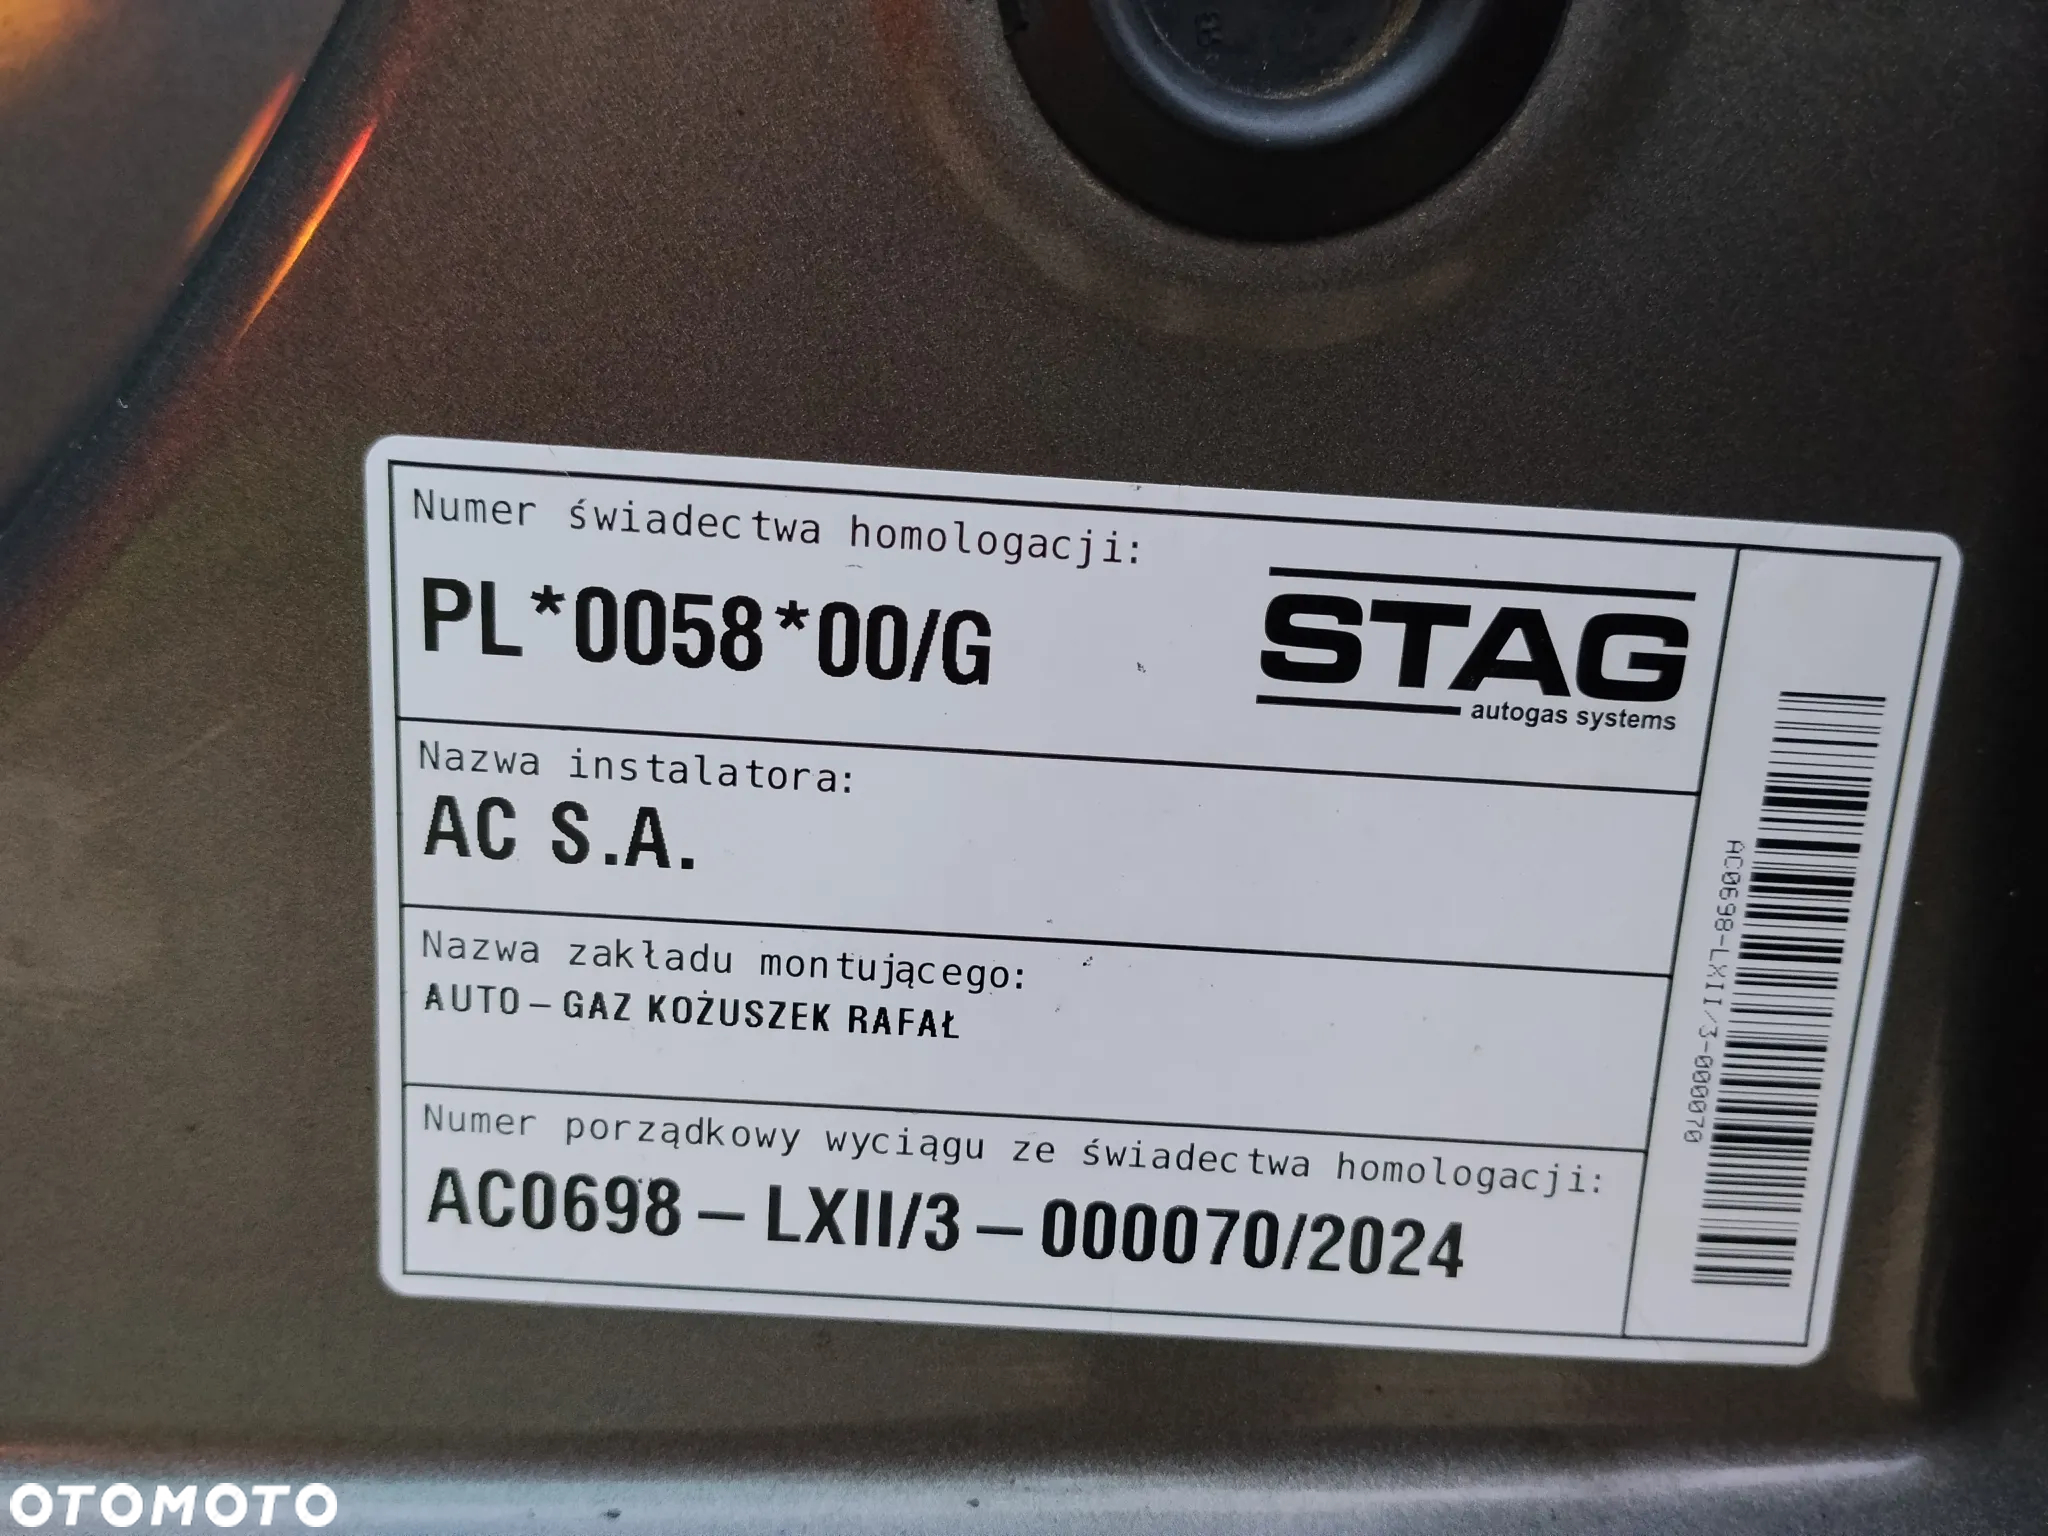 Numer świadectwa homologacji:
PL*0058*00/G
STAG
autogas systems
Nazwa instalatora:
AC S.A.
Nazwa zakładu montującego:
AUTO-GAZ KOŻUSZEK RAFAŁ
Numer porządkowy wyciągu ze świadectwa homologacji:
AC0698-LXII/3-000070/2024
AC0698-LXII/3-000070
OTOMOTO